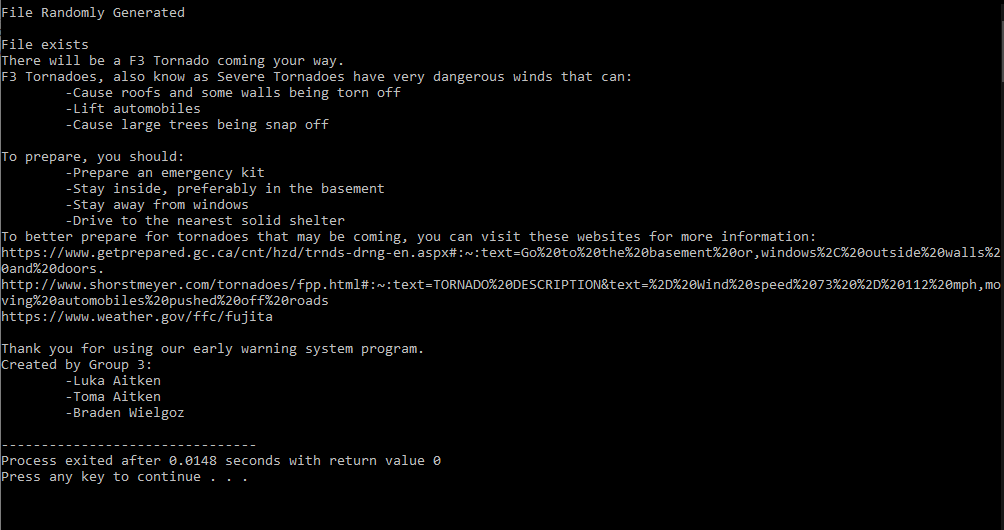 File Randomly Generated
File exists
There will be a F3 Tornado coming your way.
F3 Tornadoes, also know as Severe Tornadoes have very dangerous winds that can:
-Cause roofs and some walls being torn off
-Lift automobiles
-Cause large trees being snap off
To prepare, you should:
-Prepare an emergency kit
-Stay inside, preferably in the basement
-Stay away from windows
-Drive to the nearest solid shelter
To better prepare for tornadoes that may be coming, you can visit these websites for more information:
https://www.getprepared.gc.ca/cnt/hzd/trnds-drng-en.aspx#:~:text=Go%20to%20the%20basement%20or,windows%2C%20outside%20walls%2
0and%20doors.
http://www.shorstmeyer.com/tornadoes/fpp.html#:~:text=TORNADO%20DESCRIPTION&text=%2D%20Wind%20speed%2073%20%2D%20112%20mph,mo
ving%20automobiles%20pushed%20off%20roads
https://www.weather.gov/ffc/fujita
Thank you for using our early warning system program.
Created by Group 3:
-Luka Aitken
-Toma Aitken
-Braden Wielgoz
--------------------------------
Process exited after 0.0148 seconds with return value 0
Press any key to continue . . .